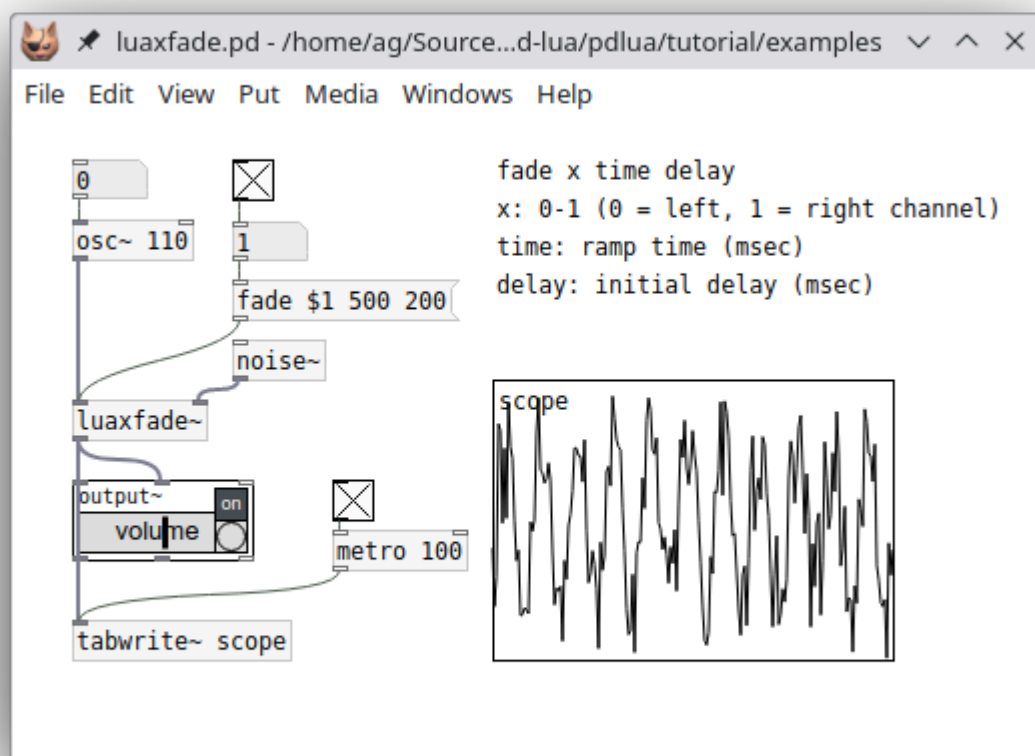 luaxfade.pd - /home/ag/Source...d-lua/pdlua/tutorial/examples
File Edit View Put Media Windows Help
0
osc~ 110
1
fade $1 500 200
noise~
luaxfade~
output~
on
volume
metro 100
tabwrite~ scope
fade x time delay
x: 0-1 (0 = left, 1 = right channel)
time: ramp time (msec)
delay: initial delay (msec)
scope